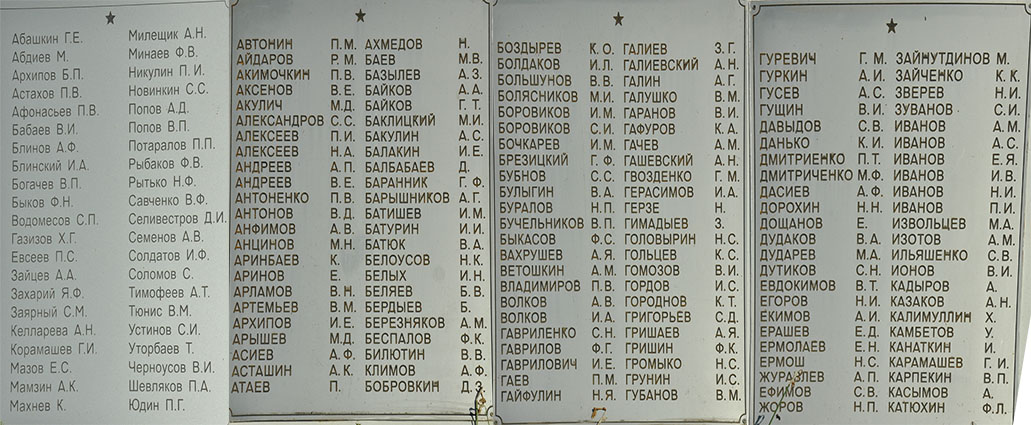 Абашкин Г.Е.
Абдиев М.
Архипов Б.П.
Астахов П.В.
Афонасьев П.В.
Бабаев В.И.
Блинов А.Ф.
Блинский И.А.
Богачев В.П.
Быков Ф.Н.
Водомесов С.П.
Газизов Х.Г.
Евсеев П.С.
Зайцев А.А.
Захарий Я.Ф.
Заярный С.М.
Келларева А.Н.
Корамашев Г.И.
Мазов Е.С.
Мамзин А.К.
Махнев К.
Милещик А.Н.
Минаев Ф.В.
Никулин П.И.
Новинкин С.С.
Попов А.Д.
Попов В.П.
Потаралов П.П.
Рыбаков Ф.В.
Рытько Н.Ф.
Савченко В.Ф.
Селиверстров Д.И.
Семенов А.В.
Солдатов И.Ф.
Соломов С.
Тимофеев А.Т.
Тюнис В.М.
Устинов С.И.
Уторбаев Т.
Черноусов В.И.
Шевляков П.А.
Юдин П.Г.
АВТОНИН П.М.
АЙДАРОВ Р.М.
АКИМОЧКИН П.В.
АКСЕНОВ В.Е.
АКУЛИЧ М.Д.
АЛЕКСАНДРОВ С.С.
АЛЕКСЕЕВ П.И.
АЛЕКСЕЕВ Н.А.
АНДРЕЕВ А.П.
АНДРЕЕВ В.Е.
АНТОНЕНКО П.В.
АНТОНОВ В.Д.
АНФИМОВ А.В.
АНЦИНОВ М.Н.
АРИНБАЕВ К.
АРИНОВ Е.
АРЛАМОВ В.Н.
АРТЕМЬЕВ М.В.
АРХИПОВ И.Е.
АРЫШЕВ М.Д.
АСИЕВ А.Ф.
АСТАШИН А.К.
АТАЕВ П.
АХМЕДОВ Н.
БАЕВ М.В.
БАЗЫЛЕВ А.З.
БАЙКОВ А.А.
БАЙКОВ Г.Т.
БАКЛИЦКИЙ М.И.
БАКУЛИН А.С.
БАЛАКИН И.Е.
БАЛБАБАЕВ Д.
БАРАННИК Г.Ф.
БАРЫШНИКОВ А.Г.
БАТИШЕВ И.М.
БАТУРИН И.И.
БАТЮК В.А.
БЕЛОУСОВ Н.К.
БЕЛЫХ И.Н.
БЕЛЯЕВ Б.В.
БЕРДЫЕВ Б.
БЕРЕЗНЯКОВ А.М.
БЕСПАЛОВ Ф.К.
БИЛЮТИН В.В.
КЛИМОВ А.Ф.
БОБРОВКИН Д.З.
БОЗДЫРЕВ К.О.
БОЛДАКОВ И.Л.
БОЛЬШУНОВ В.В.
БОЛЯСНИКОВ М.И.
БОРОВИКОВ И.М.
БОРОВИКОВ С.И.
БОЧКАРЕВ И.М.
БРЕЗИЦКИЙ Г.Ф.
БУБНОВ С.С.
БУЛЫГИН В.А.
БУРАЛОВ Н.П.
БУЧЕЛЬНИКОВ В.П.
БЫКАСОВ Ф.С.
ВАХРУШЕВ А.Я.
ВЕТОШКИН А.М.
ВЛАДИМИРОВ П.В.
ВОЛКОВ А.В.
ВОЛКОВ И.А.
ГАВРИЛЕНКО С.Н.
ГАВРИЛОВ Ф.Г.
ГАВРИЛОВИЧ И.Е.
ГАЕВ П.М.
ГАЙФУЛИН Н.Я.
ГАЛИЕВ З.Г.
ГАЛИЕВСКИЙ А.Н.
ГАЛИН А.Г.
ГАЛУШКО В.М.
ГАРАНОВ В.И.
ГАФУРОВ К.А.
ГАЧЕВ А.М.
ГАШЕВСКИЙ А.Н.
ГВОЗДЕНКО Г.М.
ГЕРАСИМОВ И.А.
ГЕРЗЕ Н.
ГИМАДЫЕВ З.
ГОЛОВЫРИН Н.С.
ГОЛЬЦЕВ К.С.
ГОМОЗОВ В.И.
ГОРДОВ И.С.
ГОРОДНОВ К.Т.
ГРИГОРЬЕВ С.Д.
ГРИШАЕВ А.Я.
ГРИШИН Ф.К.
ГРОМЫКО Н.С.
ГРУНИН И.С.
ГУБАНОВ В.М.
ГУРЕВИЧ Г.М.
ГУРКИН А.И.
ГУСЕВ А.С.
ГУЩИН В.И.
ДАВЫДОВ С.В.
ДАНЬКО К.И.
ДМИТРИЕНКО П.Т.
ДМИТРИЧЕНКО М.Ф.
ДАСИЕВ А.Ф.
ДОРОХИН Н.Н.
ДОЩАНОВ Е.
ДУДАКОВ В.А.
ДУДАРЕВ М.А.
ДУТИКОВ С.Н.
ЕВДОКИМОВ В.Т.
ЕГОРОВ Н.И.
ЕКИМОВ А.И.
ЕРАШЕВ Е.Д.
ЕРМОЛАЕВ Е.Н.
ЕРМОШ Н.С.
ЖУРАВЛЕВ А.П.
ЕФИМОВ С.В.
ЖОРОВ Н.П.
ЗАЙНУТДИНОВ М.
ЗАЙЧЕНКО К.К.
ЗВЕРЕВ Н.И.
ЗУВАНОВ С.И.
ИВАНОВ А.М.
ИВАНОВ А.С.
ИВАНОВ Е.Я.
ИВАНОВ И.В.
ИВАНОВ Н.И.
ИВАНОВ П.И.
ИЗВОЛЬЦЕВ М.А.
ИЗОТОВ А.М.
ИЛЬЯШЕНКО С.В.
ИОНОВ В.И.
КАДЫРОВ А.
КАЗАКОВ А.Н.
КАЛИМУЛЛИН Х.
КАМБЕТОВ У.
КАНАТКИН И.
КАРАМАШЕВ Г.И.
КАРПЕКИН В.П.
КАСЫМОВ А.
КАТЮХИН Ф.Л.